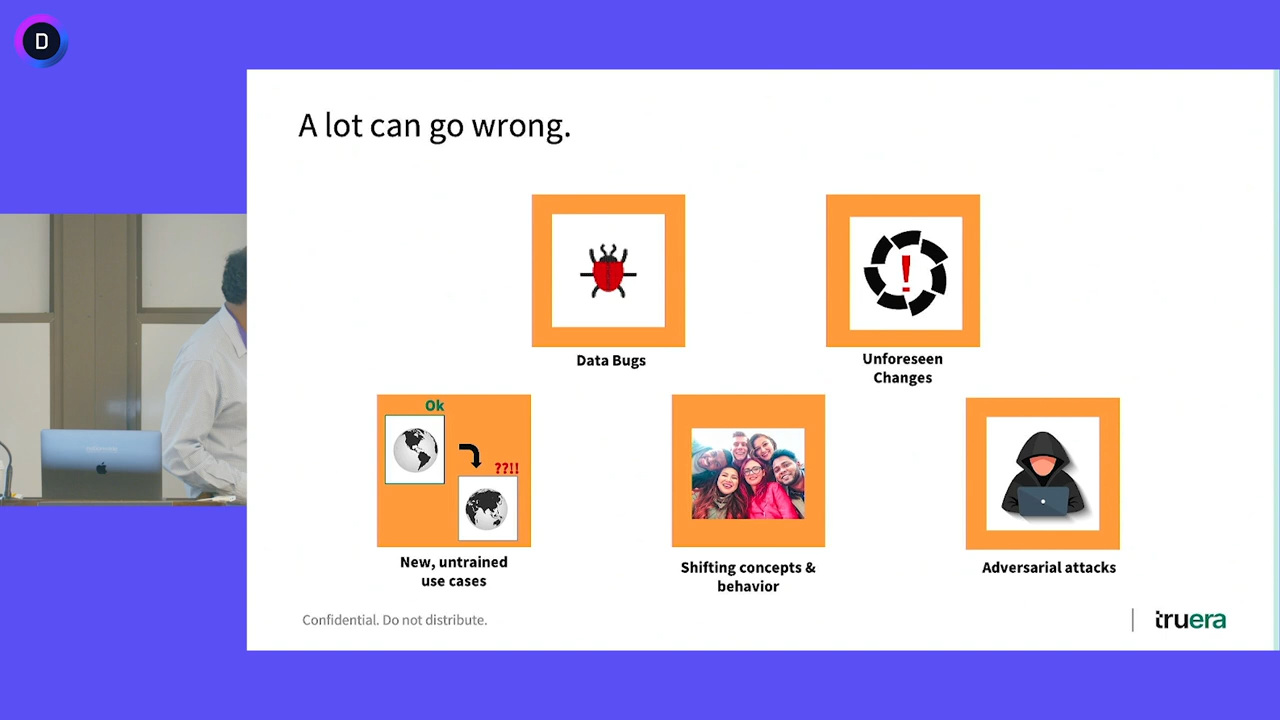 D
A lot can go wrong.
Data Bugs
Unforeseen
Changes
Ok
??!!
New, untrained
use cases
Shifting concepts &
behavior
Adversarial attacks
Confidential. Do not distribute.
truera